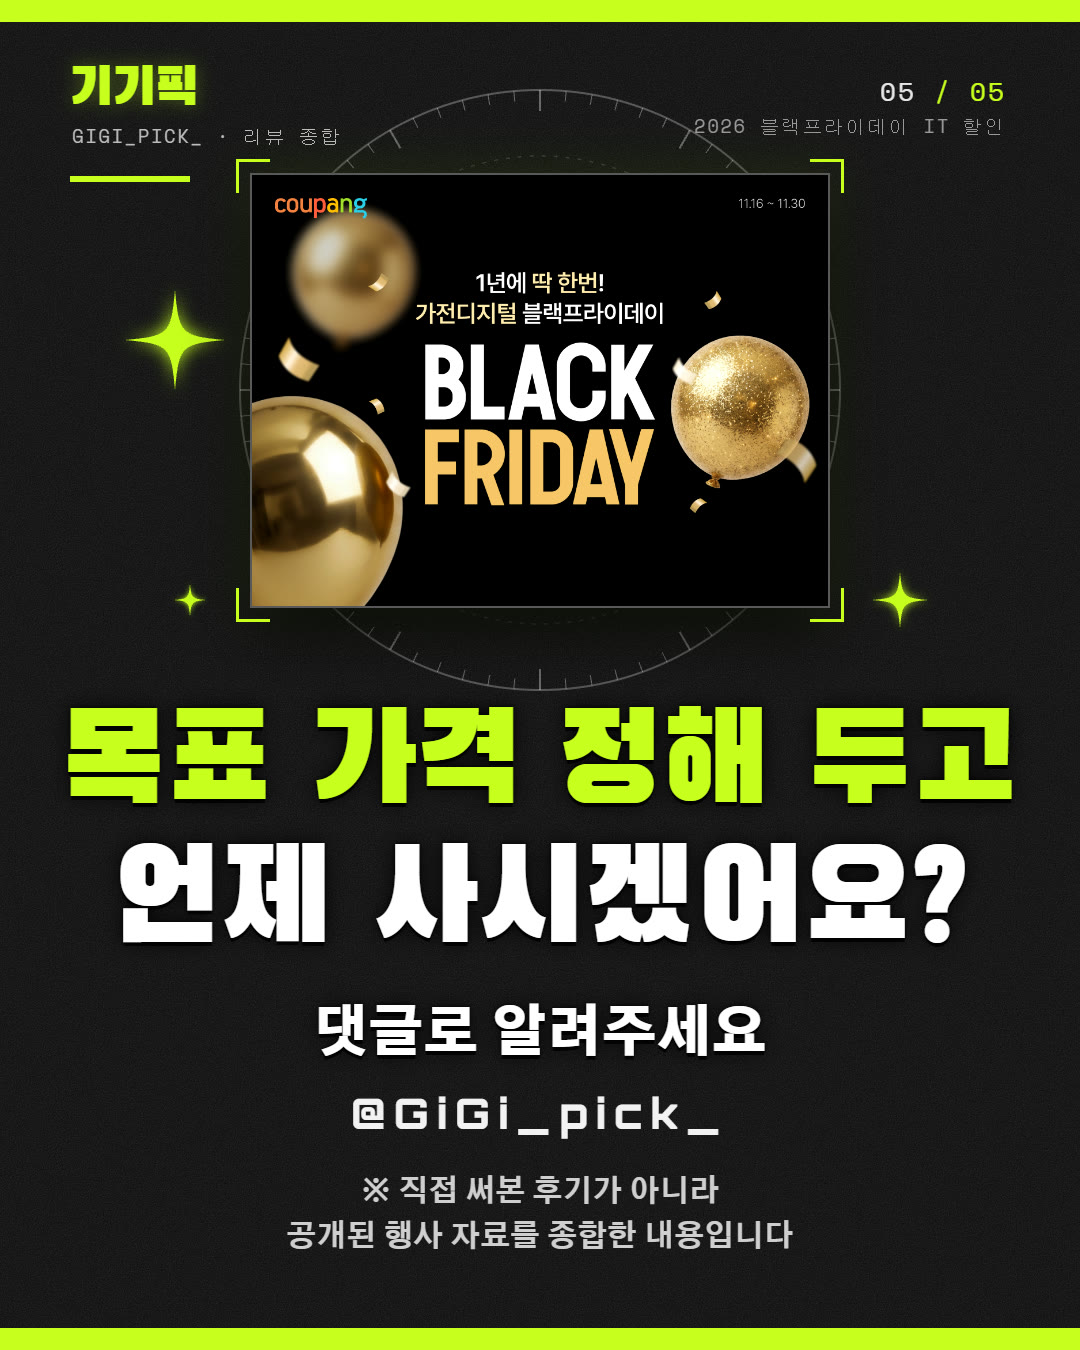 기기픽
GIGI_PICK_ · 리뷰 종합
05 / 05
2026 블랙프라이데이 IT 할인
coupang
11.16 ~ 11.30
1년에 딱 한번!
가전디지털 블랙프라이데이
BLACK
FRIDAY
목표 가격 정해 두고
언제 사시겠어요?
댓글로 알려주세요
@GiGi_pick_
※ 직접 써본 후기가 아니라
공개된 행사 자료를 종합한 내용입니다